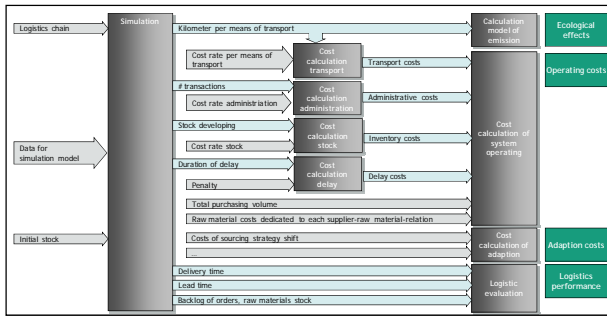 Logistics chain
Data for
simulation model
Initial stock
Simulation
Kilometer per means of transport
Cost rate per means of
transport
Cost
calculation
transport
Transport costs
# transactions
Cost rate administriation
Cost
calculation
administration
Administrative costs
Stock developing
Cost rate stock
Cost
calculation
stock
Inventory costs
Duration of delay
Penalty
Cost
calculation
delay
Delay costs
Total purchasing volume
Raw material costs dedicated to each supplier-raw material-relation
Costs of sourcing strategy shift
...
Delivery time
Lead time
Backlog of orders, raw materials stock
Calculation
model of
emission
Cost
calculation of
system
operating
Cost
calculation of
adaption
Logistic
evaluation
Ecological
effects
Operating costs
Adaption costs
Logistics
performance